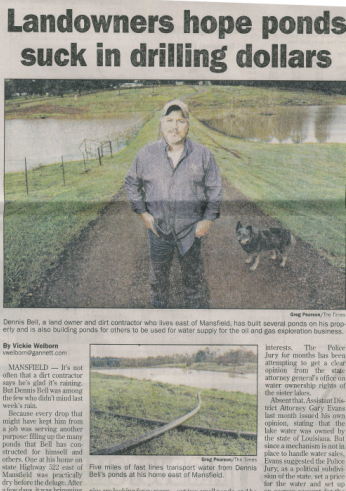 Landowners hope ponds
suck in drilling dollars
Greg Pearson/The Times
Dennis Bell, a land owner and dirt contractor who lives east of Mansfield, has built several ponds on his prop-
erty and is also building ponds for others to be used for water supply for the oil and gas exploration business.
By Vickie Welborn
vwelborn@gannett.com
MANSFIELD — It's not
often that a dirt contractor
says he's glad it's raining.
But Dennis Bell was among
those who didn't mind last
week's rain.
Because every drop that
might have kept him from
a job was serving another
purpose: filling up the many
ponds that Bell has con-
structed for himself and
others. One at his home on
state Highway 522 east of
Mansfield was practically
dry before the deluge. After
a few days, it was brimming
Greg Pearson/The Times
Five miles of fast lines transport water from Dennis
Bell's ponds at his home east of Mansfield.
interests. The Police
Jury for months has been
attempting to get a clear
opinion from the state
attorney general's office on
water ownership rights of
the sister lakes.
Absent that, Assistant Dis-
trict Attorney Gary Evans
last month issued his own
opinion, stating that the
lake water was owned by
the state of Louisiana. But
since a mechanism is not in
place to handle water sales,
Evans suggested the Police
Jury, as a political subdivi-
sion of the state, set a price
for the water and set up